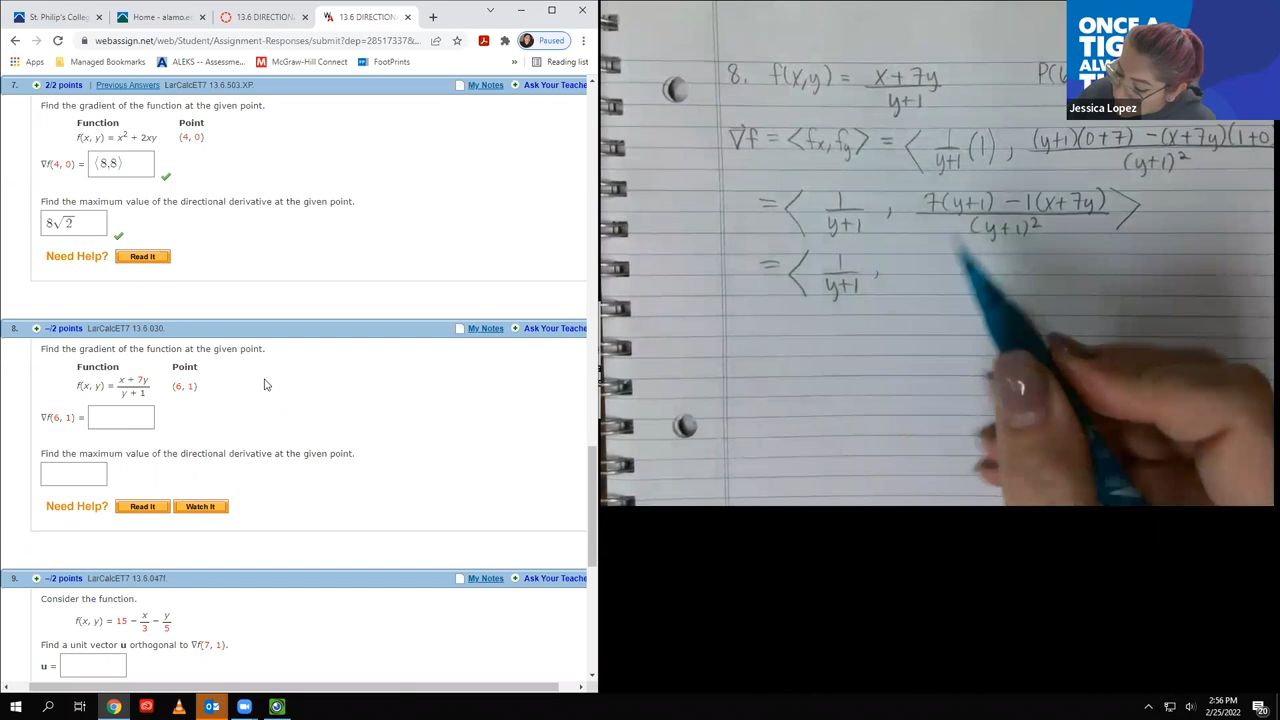 St. Philip's Colleg
Home - alamo.ec
13.6 DIRECTION
13.6 DIRECTION
webassign.net/web/Student/Assignment-Responses/submit?dep=28517337&...
Paused
Apps
Managed Bookmarks
ALEKS -- Assessme...
McGraw-Hill Connect
FootPrints
Reading list
7. 2/2 points Previous Answers LarCalcET7 13.6.503.XP. My Notes Ask Your Teache
Find the gradient of the function at the given point.
Function Point
f(x, y) = x² + 2xy (4, 0)
∇f(4, 0) = ⟨8,8⟩
Find the maximum value of the directional derivative at the given point.
8√2
Need Help? Read It
8. –/2 points LarCalcET7 13.6.030. My Notes Ask Your Teache
Find the gradient of the function at the given point.
Function Point
f(x, y) = (x + 7y)/(y + 1) (6, 1)
∇f(6, 1) =
Find the maximum value of the directional derivative at the given point.
Need Help? Read It Watch It
9. –/2 points LarCalcET7 13.6.047f. My Notes Ask Your Teache
Consider the function.
f(x, y) = 15 − x/3 − y/5
Find a unit vector u orthogonal to ∇f(7, 1).
u =
8. f(x,y) = (x+7y)/(y+1) P(6
∇f = <fx, fy> = < 1/(y+1) (1), ((y+1)(0+7) −(x+7y)(1+0)/(y+1)²
= < 1/(y+1), (7(y+1) −1(x+7y))/(y+1)² >
= < 1/(y+1),
ONCE A
TIG
ALW
TI
Jessica Lopez
2:56 PM
2/25/2022
20